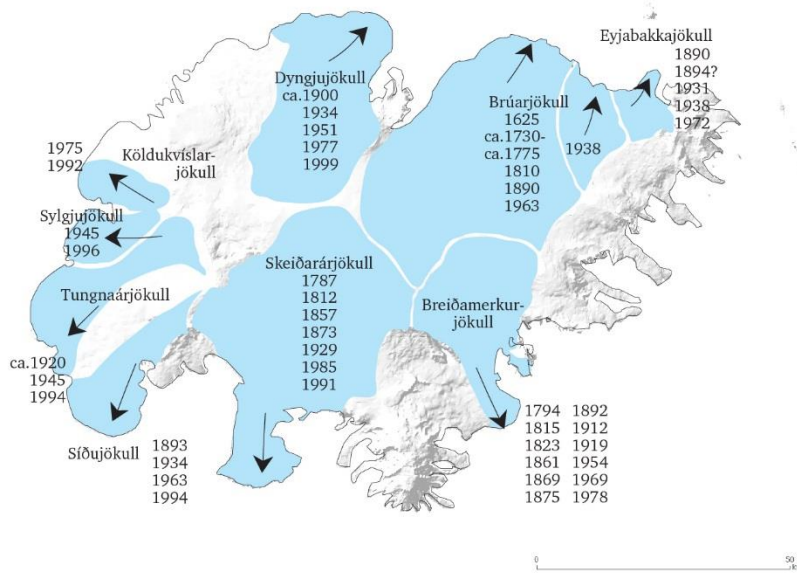 Eyjabakkajökull
1890
1894?
1931
1938
1972
Dyngjujökull
ca.1900
1934
1951
1977
1999
Brúarjökull
1625
ca.1730-
ca.1775
1810
1890
1963
1938
1975
1992
Köldukvíslar-
jökull
Sylgjujökull
1945
1996
Skeiðarárjökull
1787
1812
1857
1873
1929
1985
1991
Tungnaárjökull
ca.1920
1945
1994
Breiðamerkur-
jökull
Síðujökull
1893
1934
1963
1994
1794 1892
1815 1912
1823 1919
1861 1954
1869 1969
1875 1978
0 50